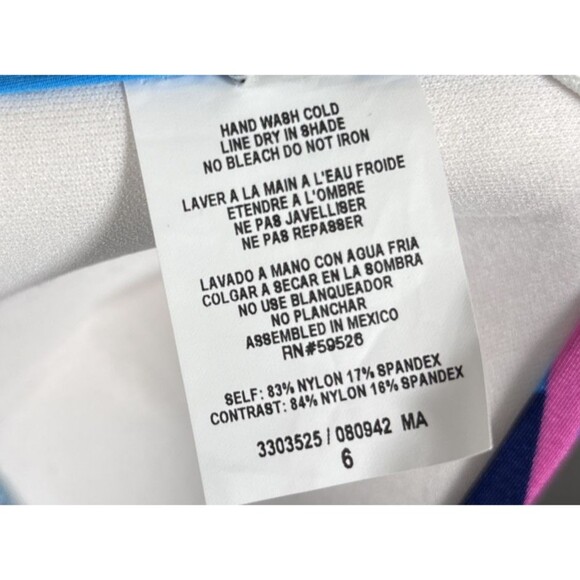 HAND WASH COLD
LINE DRY IN SHADE
NO BLEACH DO NOT IRON
LAVER A LA MAIN A L'EAU FROIDE
ETENDRE A L'OMBRE
NE PAS JAVELLISER
NE PAS REPASSER
LAVADO A MANO CON AGUA FRIA
COLGAR A SECAR EN LA SOMBRA
NO USE BLANQUEADOR
NO PLANCHAR
ASSEMBLED IN MEXICO
RN#59526
SELF: 83% NYLON 17% SPANDEX
CONTRAST: 84% NYLON 16% SPANDEX
3303525 / 080942 MA
6